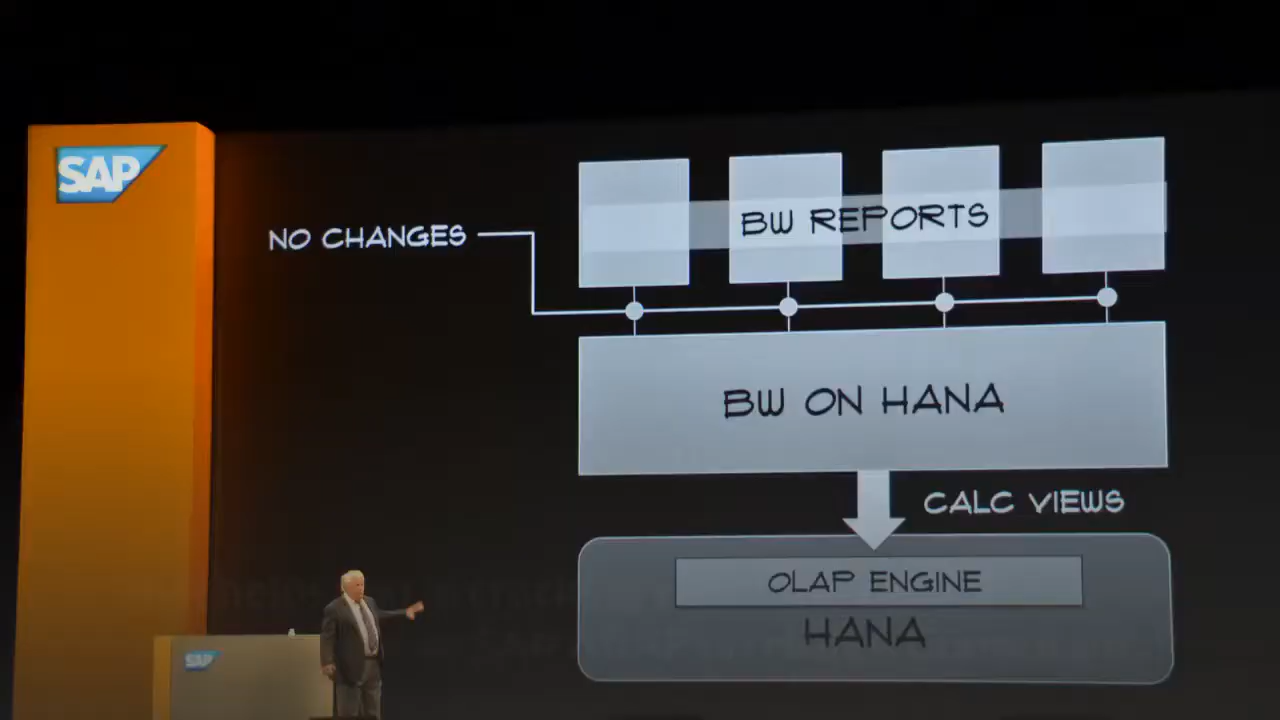 SAP
NO CHANGES
BW REPORTS
BW ON HANA
CALC VIEWS
OLAP ENGINE
HANA
SAP